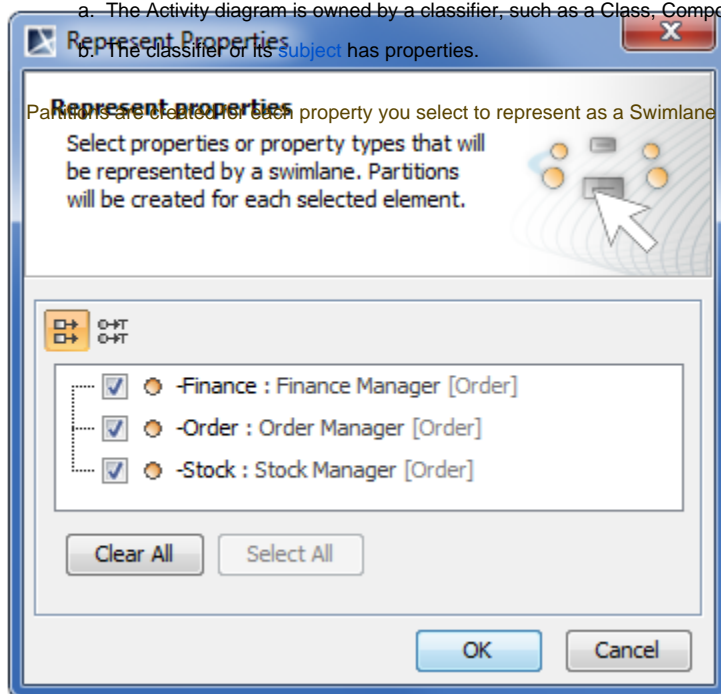 a. The Activity diagram is owned by a classifier, such as a Class, Compo
Represent Properties
b. The classifier or its subject has properties.
Represent properties
Partitions are created for each property you select to represent as a Swimlane
Select properties or property types that will
be represented by a swimlane. Partitions
will be created for each selected element.
-Finance : Finance Manager [Order]
-Order : Order Manager [Order]
-Stock : Stock Manager [Order]
Clear All
Select All
OK
Cancel